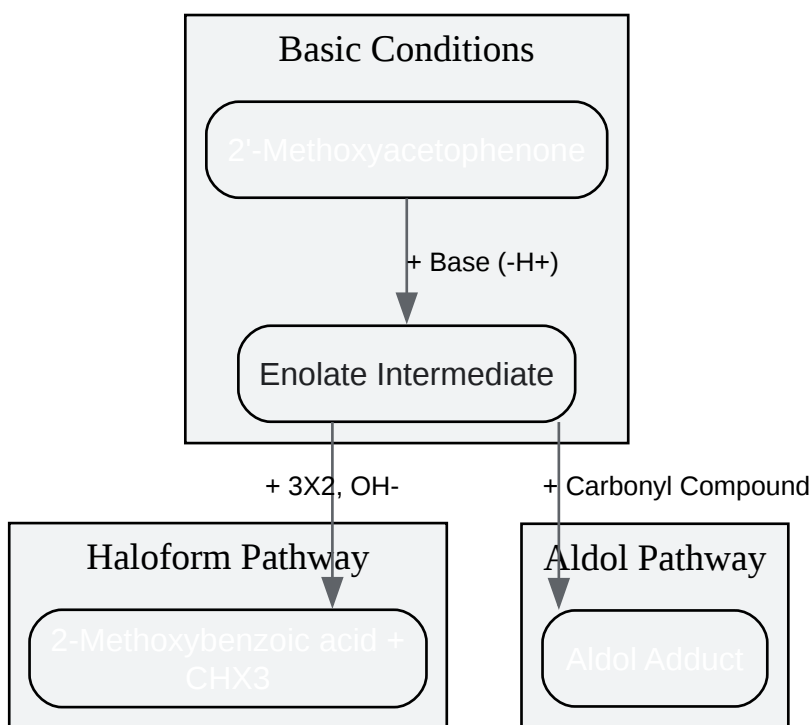 Basic Conditions
2'-Methoxyacetophenone
+ Base (-H+)
Enolate Intermediate
+ 3X2, OH-
+ Carbonyl Compound
Haloform Pathway
Aldol Pathway
2-Methoxybenzoic acid +
CHX3
Aldol Adduct